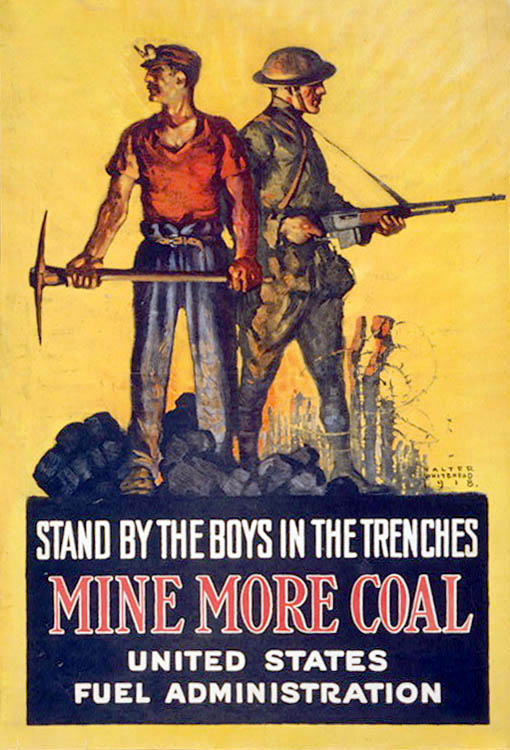 WALTER
WHITEHEAD
1918.
STAND BY THE BOYS IN THE TRENCHES
MINE MORE COAL
UNITED STATES
FUEL ADMINISTRATION